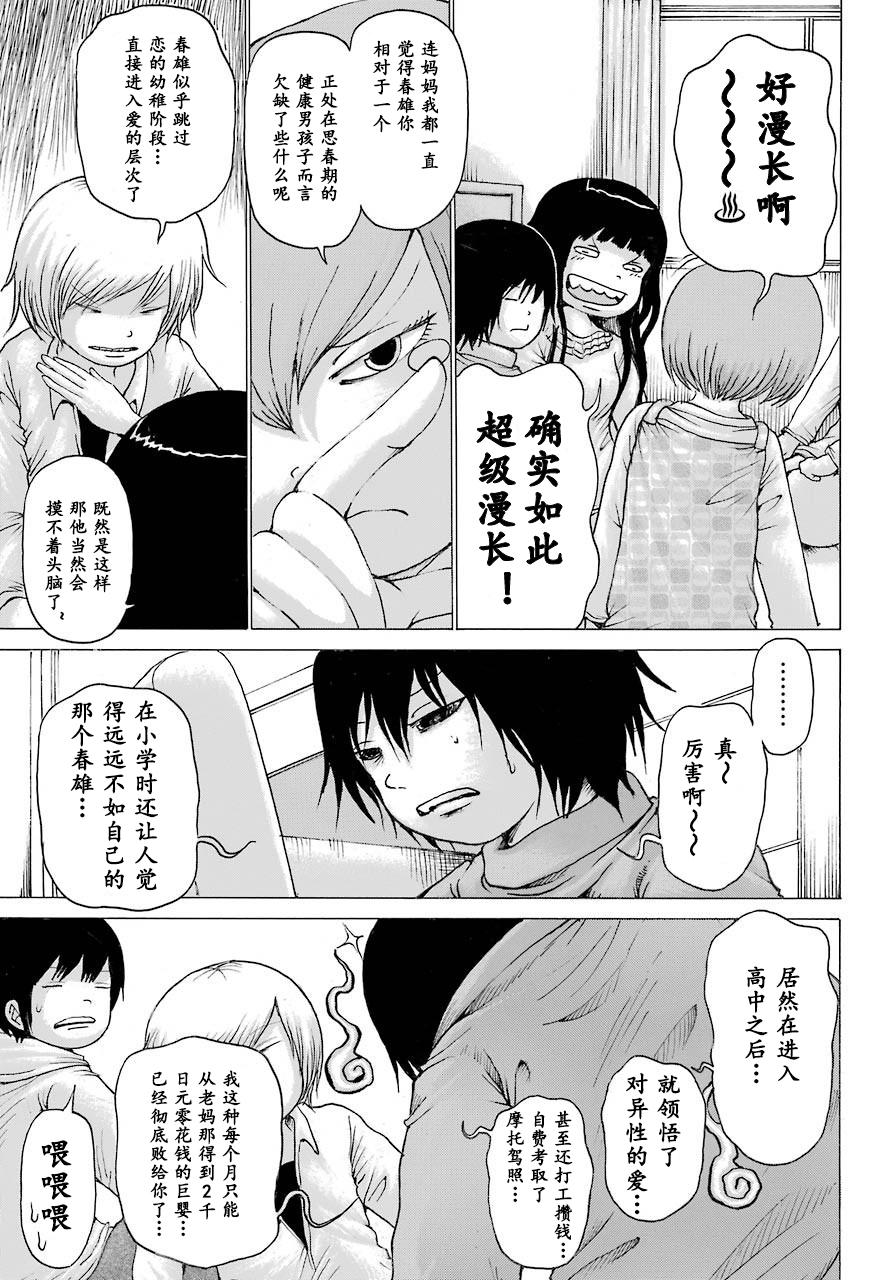 好漫长啊
～～～～♨
确实如此
超级漫长！
连妈妈我都一直
觉得春雄你
相对于一个
正处在思春期的
健康男孩子而言
欠缺了些什么呢
春雄似乎跳过
恋的幼稚阶段…
直接进入爱的层次了
既然是这样
那他当然会
摸不着头脑了～
………
真～
厉害啊～～
在小学时还让人觉
得远远不如自己的
那个春雄…
居然在进入
高中之后…
就领悟了
对异性的爱…
甚至还打工攒钱…
自费考取了
摩托驾照…
我这种每个月只能
从老妈那得到2千
日元零花钱的巨婴…
已经彻底败给你了…
喂喂喂